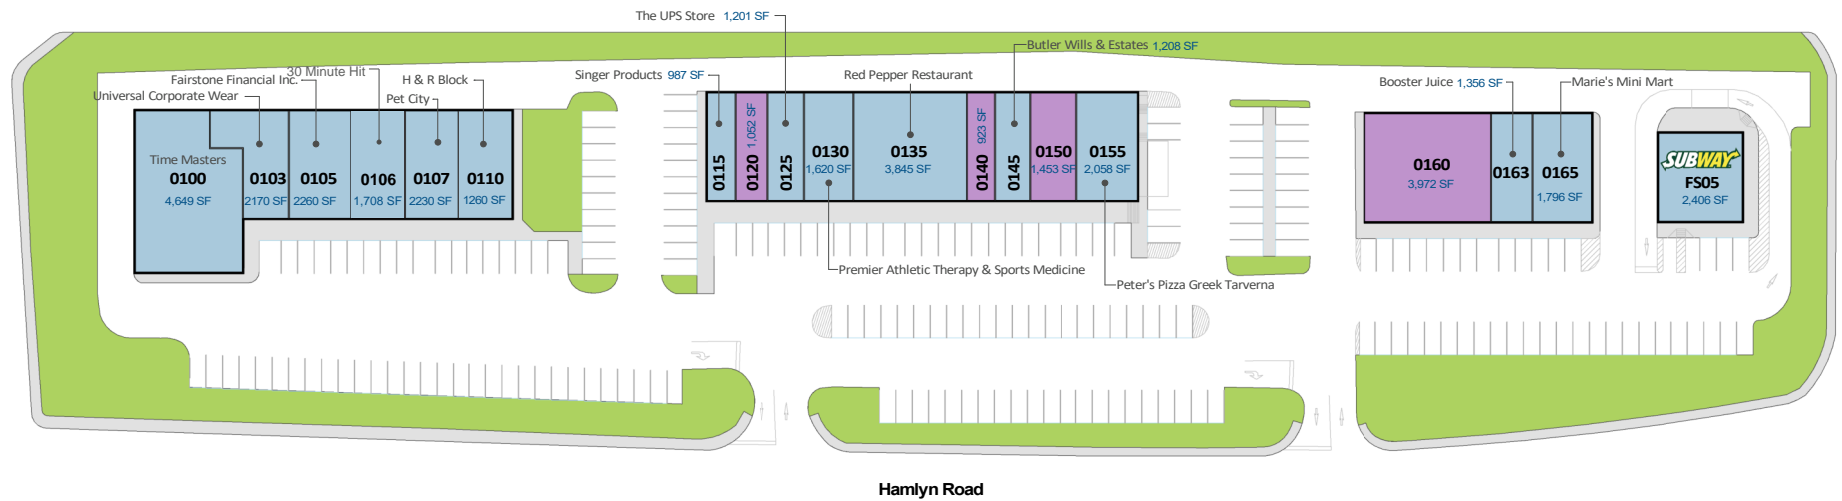 The UPS Store 1,201 SF
Butler Wills & Estates 1,208 SF
30 Minute Hit
Fairstone Financial Inc.
H & R Block
Singer Products 987 SF
Red Pepper Restaurant
Booster Juice 1,356 SF
Marie's Mini Mart
Universal Corporate Wear
Pet City
Time Masters
0100
4,649 SF
0103
2170 SF
0105
2260 SF
0106
1,708 SF
0107
2230 SF
0110
1260 SF
0115
0120
1,052 SF
0125
0130
1,620 SF
0135
3,845 SF
0140
923 SF
0145
0150
1,453 SF
0155
2,058 SF
0160
3,972 SF
0163
0165
1,796 SF
SUBWAY
FS05
2,406 SF
Premier Athletic Therapy & Sports Medicine
Peter's Pizza Greek Tarverna
Hamlyn Road